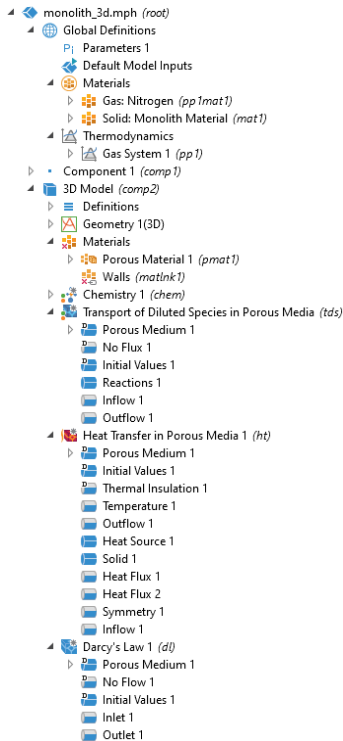 monolith_3d.mph (root)
Global Definitions
Pi Parameters 1
Default Model Inputs
Materials
Gas: Nitrogen (pp1mat1)
Solid: Monolith Material (mat1)
Thermodynamics
Gas System 1 (pp1)
Component 1 (comp1)
3D Model (comp2)
Definitions
Geometry 1(3D)
Materials
Porous Material 1 (pmat1)
Walls (matlnk1)
Chemistry 1 (chem)
Transport of Diluted Species in Porous Media (tds)
D Porous Medium 1
D No Flux 1
D Initial Values 1
Reactions 1
Inflow 1
Outflow 1
Heat Transfer in Porous Media 1 (ht)
D Porous Medium 1
D Initial Values 1
D Thermal Insulation 1
Temperature 1
Outflow 1
Heat Source 1
Solid 1
Heat Flux 1
Heat Flux 2
Symmetry 1
Inflow 1
Darcy's Law 1 (dl)
D Porous Medium 1
D No Flow 1
D Initial Values 1
Inlet 1
Outlet 1